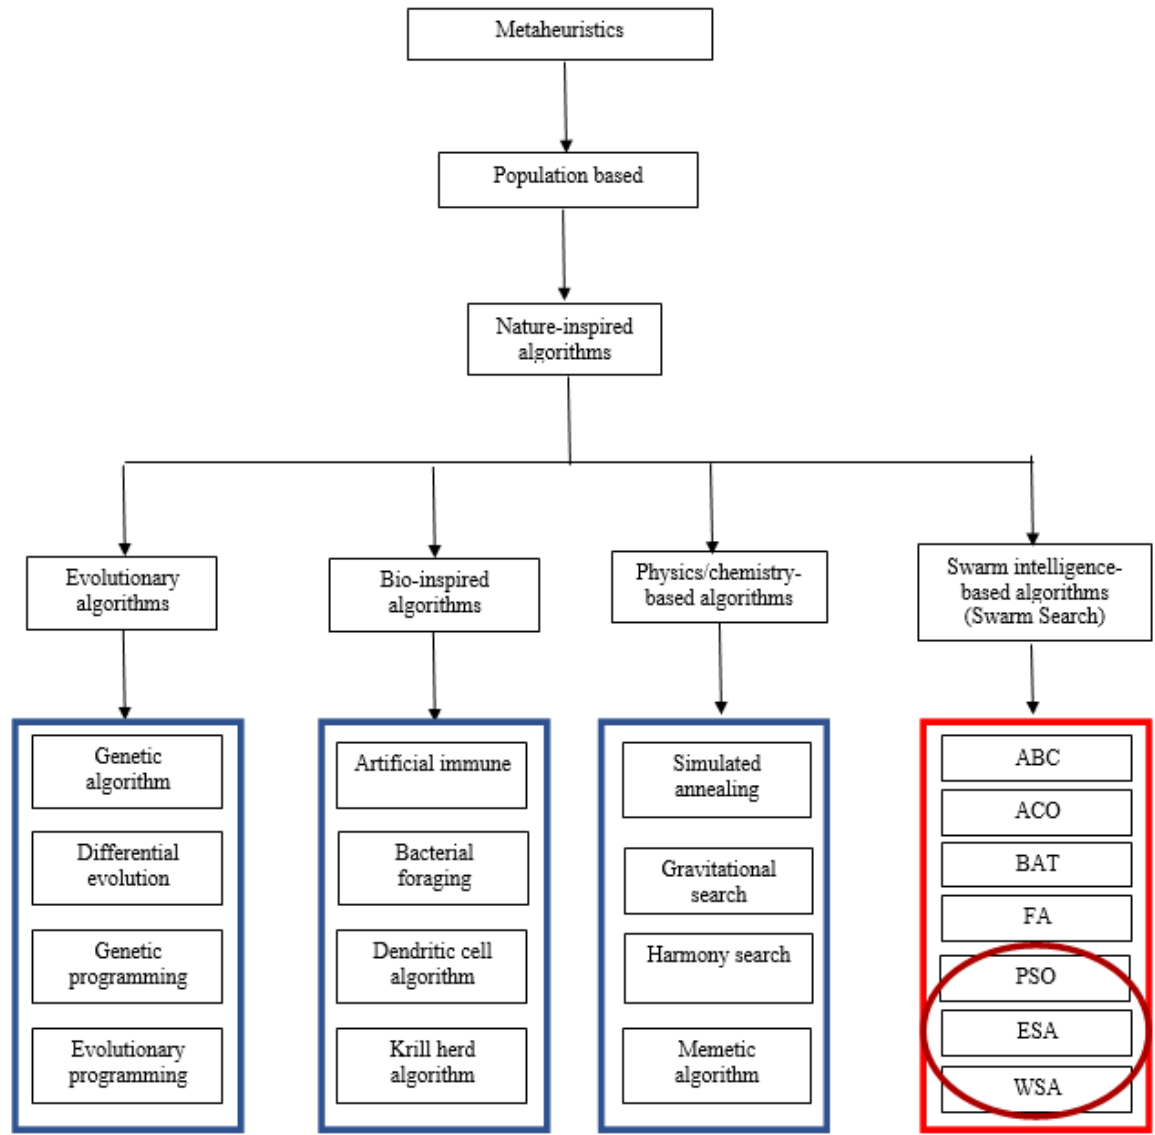 Metaheuristics
Population based
Nature-inspired
algorithms
Evolutionary
algorithms
Bio-inspired
algorithms
Physics/chemistry-
based algorithms
Swarm intelligence-
based algorithms
(Swarm Search)
Genetic
algorithm
Differential
evolution
Genetic
programming
Evolutionary
programming
Artificial immune
Bacterial
foraging
Dendritic cell
algorithm
Krill herd
algorithm
Simulated
annealing
Gravitational
search
Harmony search
Memetic
algorithm
ABC
ACO
BAT
FA
PSO
ESA
WSA